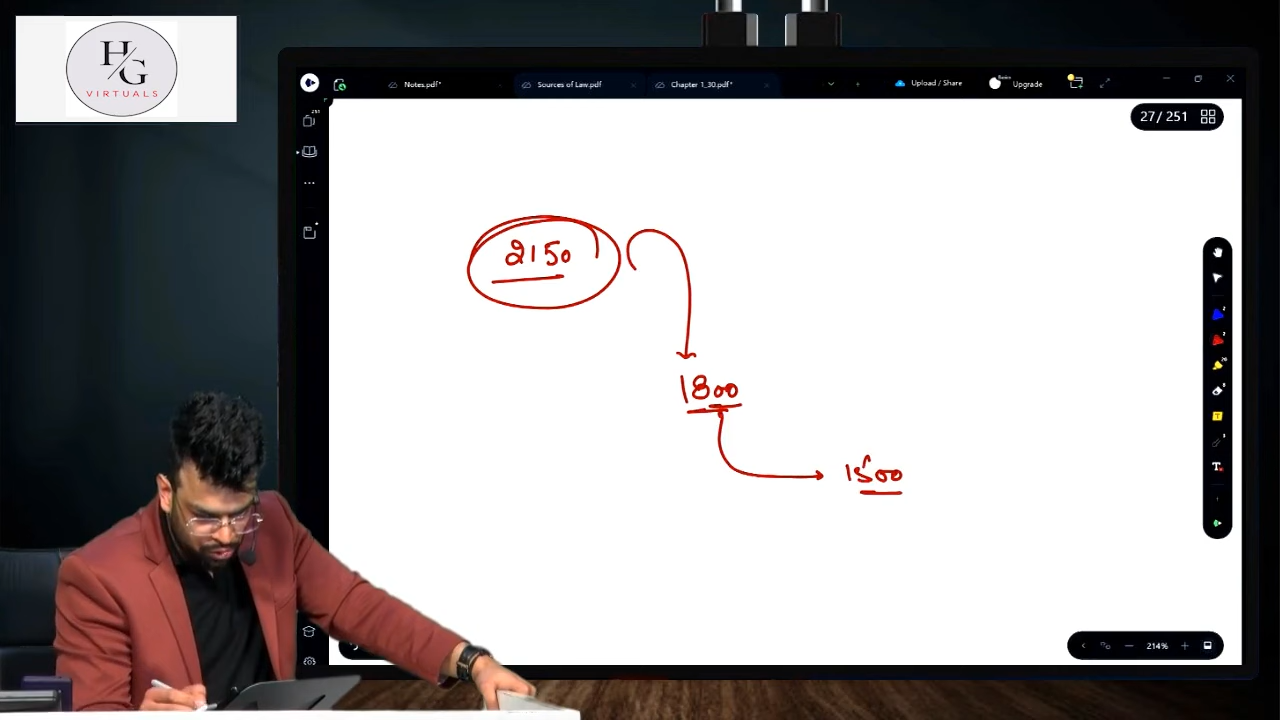 H/G
VIRTUALS
Notes.pdf*
Sources of Law.pdf
Chapter 1_30.pdf*
Upload / Share
Basic
Upgrade
27 / 251
2150
1800
1500
214%